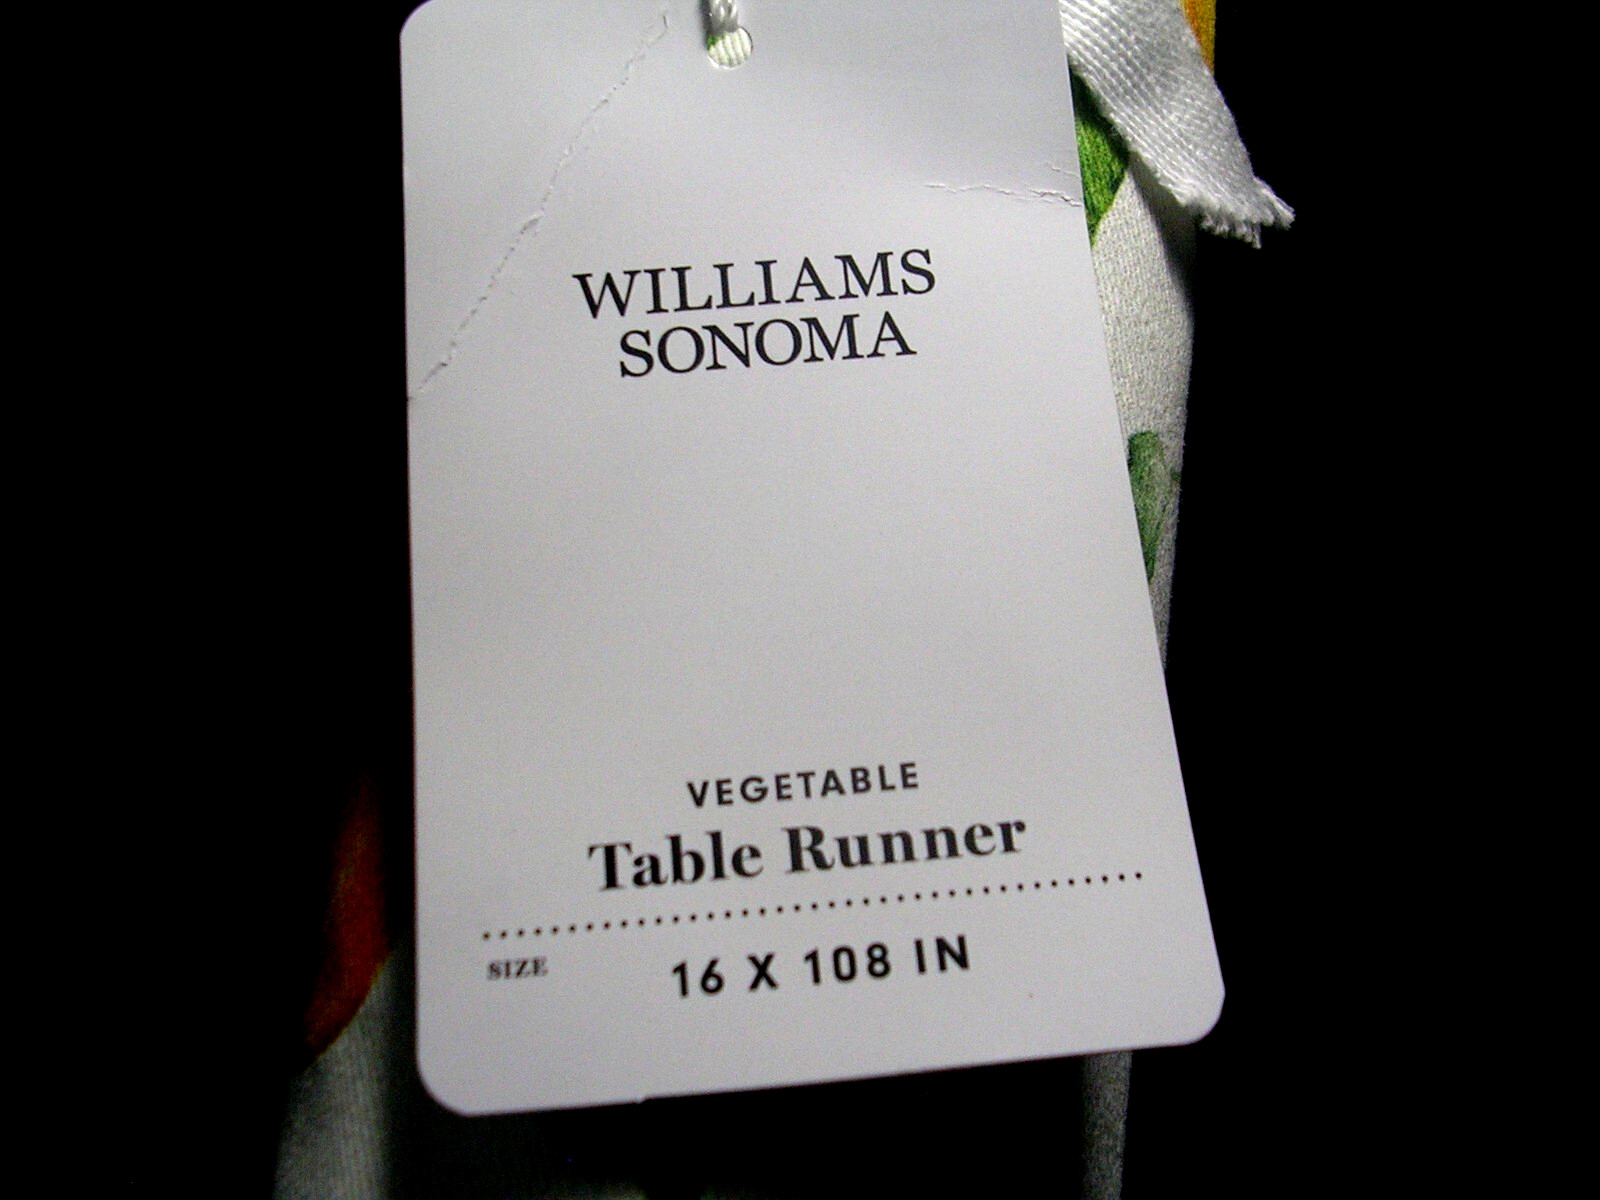 WILLIAMS
SONOMA
VEGETABLE
Table Runner
SIZE 16 X 108 IN